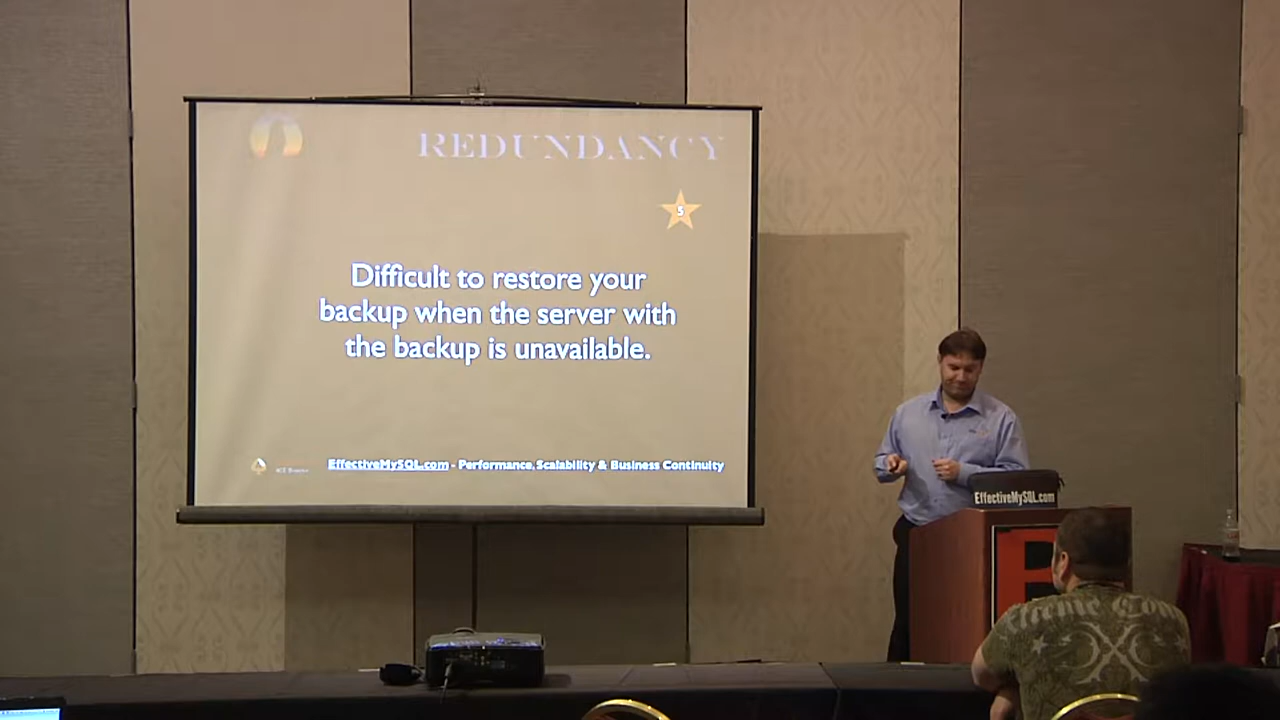 REDUNDANCY
5
Difficult to restore your
backup when the server with
the backup is unavailable.
EffectiveMySQL.com - Performance, Scalability & Business Continuity
EffectiveMySQL.com